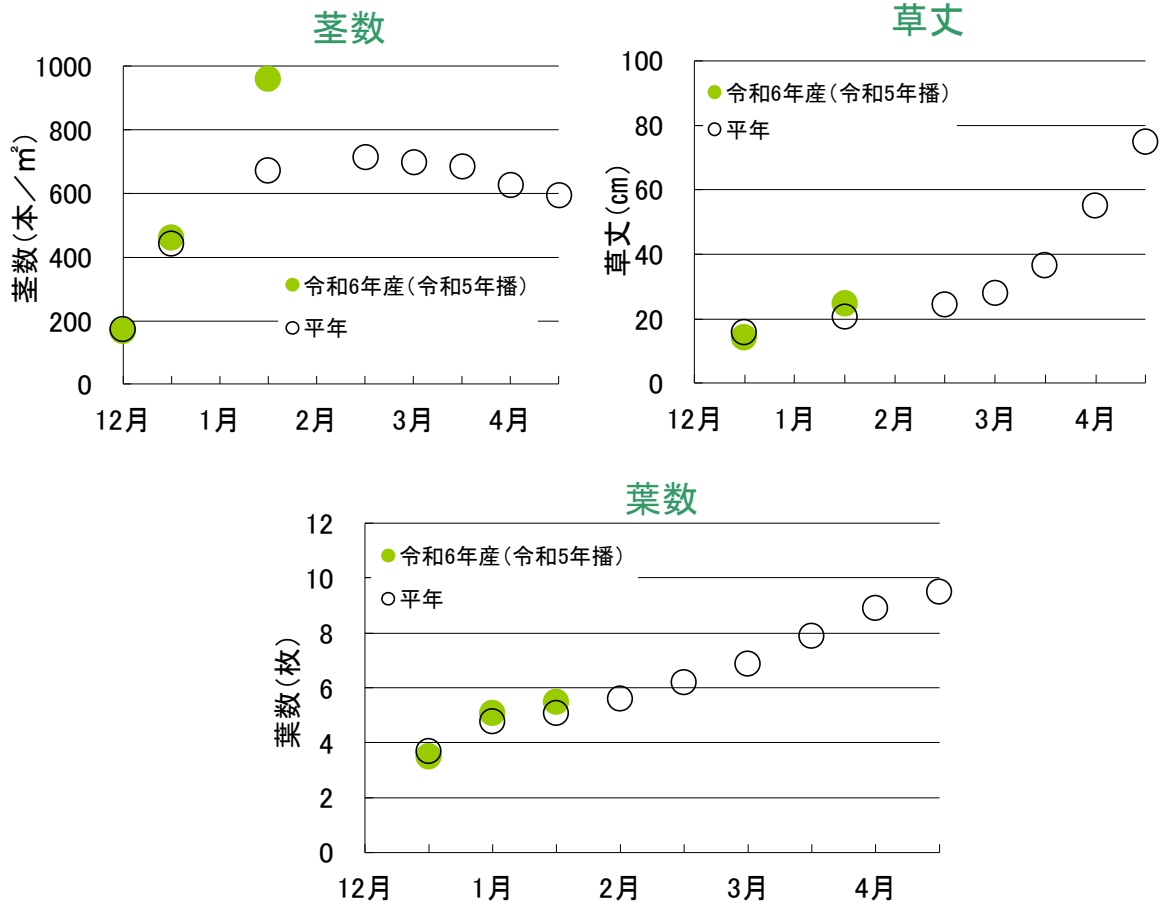 茎数
1000
800
600
400
200
0
茎数(本／㎡)
令和6年産(令和5年播)
平年
12月 1月 2月 3月 4月
草丈
100
80
60
40
20
0
草丈(㎝)
令和6年産(令和5年播)
平年
12月 1月 2月 3月 4月
葉数
12
10
8
6
4
2
0
葉数(枚)
令和6年産(令和5年播)
平年
12月 1月 2月 3月 4月